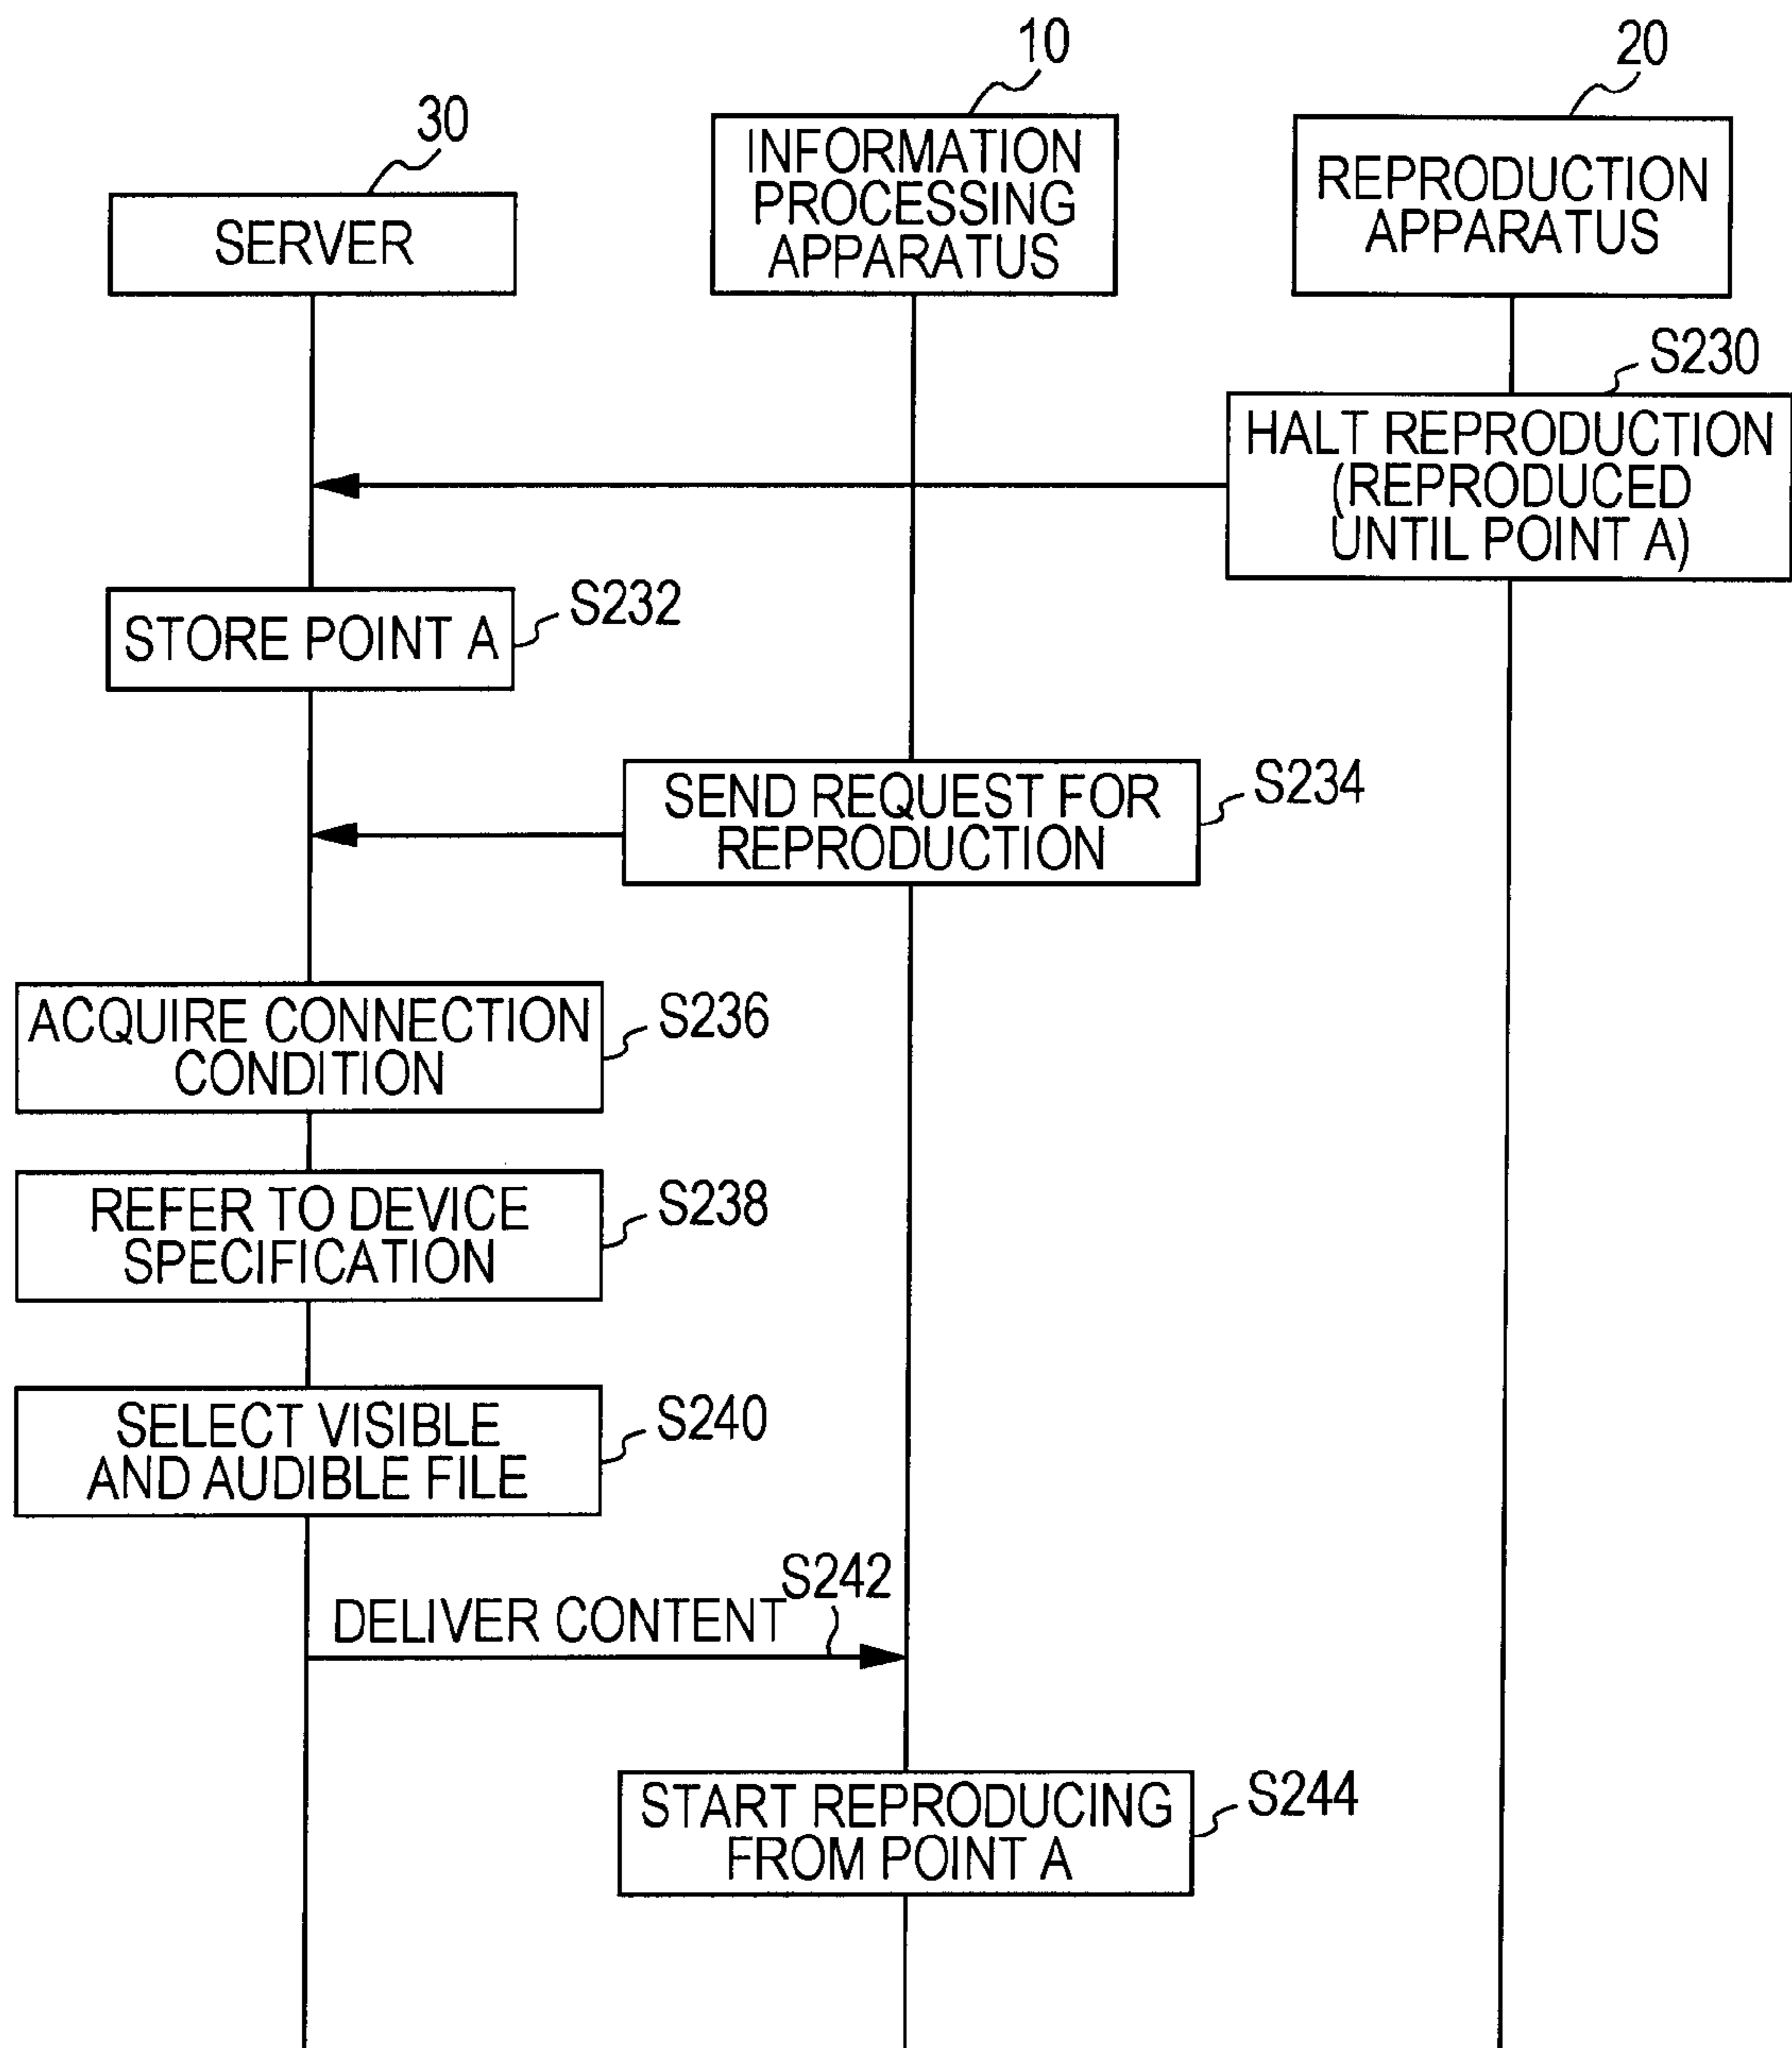 10
20
30
INFORMATION
PROCESSING
APPARATUS
REPRODUCTION
APPARATUS
SERVER
S230
HALT REPRODUCTION
(REPRODUCED
UNTIL POINT A)
S232
STORE POINT A
SEND REQUEST FOR
REPRODUCTION
S234
ACQUIRE CONNECTION
CONDITION
S236
REFER TO DEVICE
SPECIFICATION
S238
SELECT VISIBLE
AND AUDIBLE FILE
S240
S242
DELIVER CONTENT
START REPRODUCING
FROM POINT A
S244